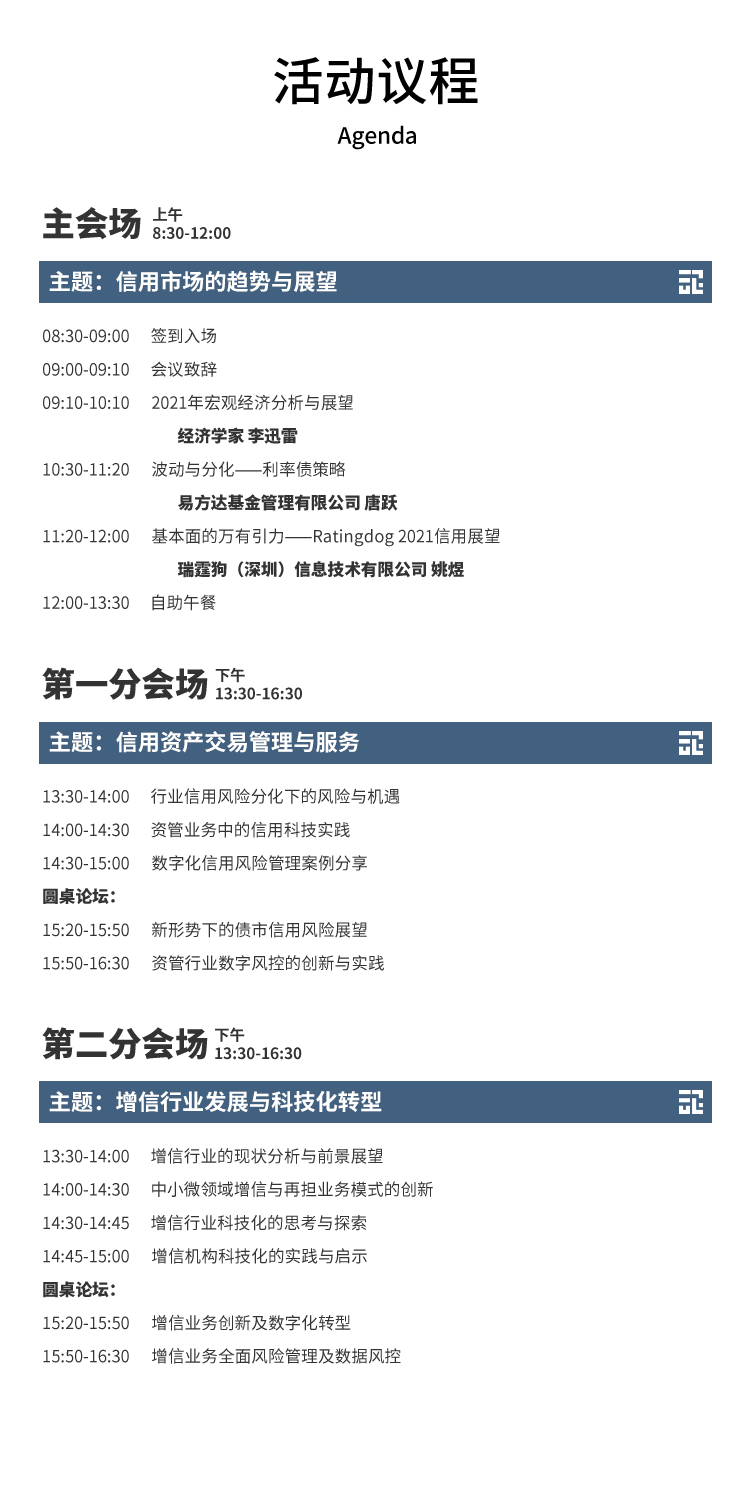 活动议程
Agenda
主会场 上午
8:30-12:00
主题：信用市场的趋势与展望
08:30-09:00 签到入场
09:00-09:10 会议致辞
09:10-10:10 2021年宏观经济分析与展望
经济学家 李迅雷
10:30-11:20 波动与分化——利率债策略
易方达基金管理有限公司 唐跃
11:20-12:00 基本面的万有引力——Ratingdog 2021信用展望
瑞霆狗（深圳）信息技术有限公司 姚煜
12:00-13:30 自助午餐
第一分会场 下午
13:30-16:30
主题：信用资产交易管理与服务
13:30-14:00 行业信用风险分化下的风险与机遇
14:00-14:30 资管业务中的信用科技实践
14:30-15:00 数字化信用风险管理案例分享
圆桌论坛：
15:20-15:50 新形势下的债市信用风险展望
15:50-16:30 资管行业数字风控的创新与实践
第二分会场 下午
13:30-16:30
主题：增信行业发展与科技化转型
13:30-14:00 增信行业的现状分析与前景展望
14:00-14:30 中小微领域增信与再担业务模式的创新
14:30-14:45 增信行业科技化的思考与探索
14:45-15:00 增信机构科技化的实践与启示
圆桌论坛：
15:20-15:50 增信业务创新及数字化转型
15:50-16:30 增信业务全面风险管理及数据风控